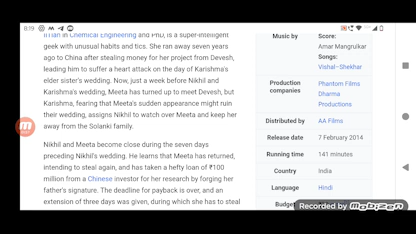 8:19
IITian in Chemical Engineering and PhD, is a super-intelligent
geek with unusual habits and tics. She ran away seven years
ago to China after stealing money for her project from Devesh,
leading him to suffer a heart attack on the day of Karishma's
elder sister's wedding. Now, just a week before Nikhil and
Karishma's wedding, Meeta has turned up to meet Devesh, but
Karishma, fearing that Meeta's sudden appearance might ruin
their wedding, assigns Nikhil to watch over Meeta and keep her
away from the Solanki family.
Nikhil and Meeta become close during the seven days
preceding Nikhil's wedding. He learns that Meeta has returned,
intending to steal again, and has taken a hefty loan of ₹100
million from a Chinese investor for her research by forging her
father's signature. The deadline for payback is over, and an
extension of three days was given, during which she has to steal
Music by
Score:
Amar Mangrulkar
Songs:
Vishal–Shekhar
Production companies
Phantom Films
Dharma
Productions
Distributed by
AA Films
Release date
7 February 2014
Running time
141 minutes
Country
India
Language
Hindi
Budget
Recorded by Mobizen